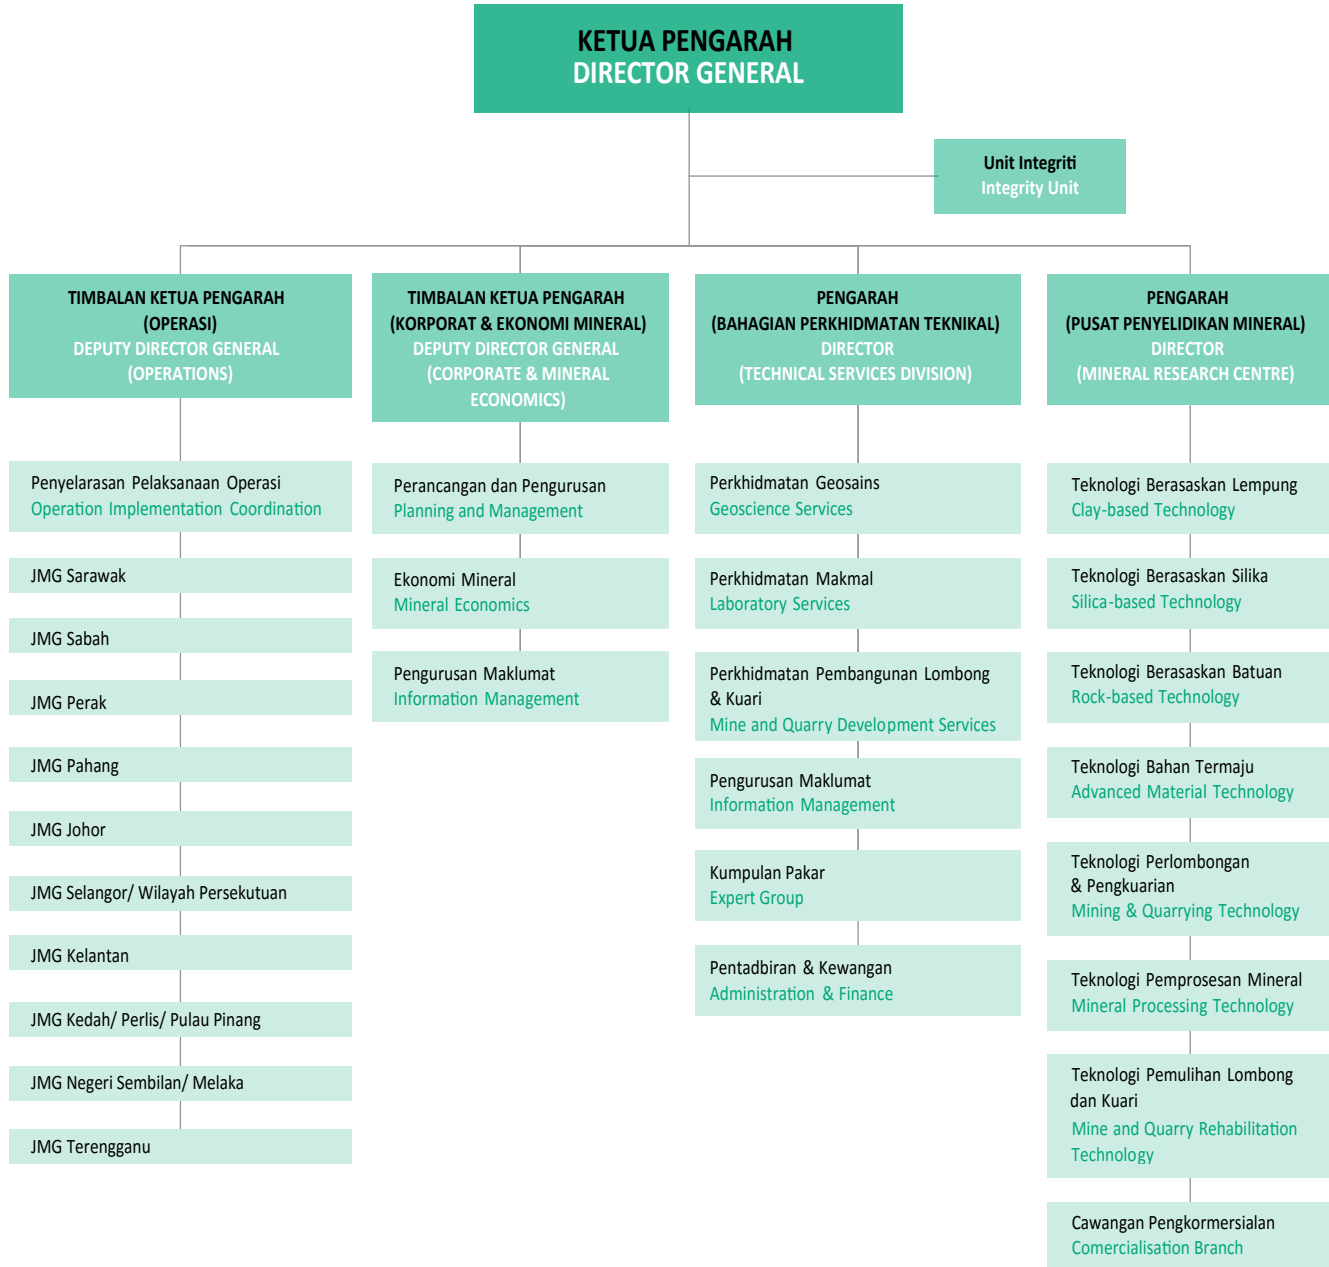 KETUA PENGARAH
DIRECTOR GENERAL
Unit Integriti
Integrity Unit
TIMBALAN KETUA PENGARAH
(OPERASI)
DEPUTY DIRECTOR GENERAL
(OPERATIONS)
Penyelarasan Pelaksanaan Operasi
Operation Implementation Coordination
JMG Sarawak
JMG Sabah
JMG Perak
JMG Pahang
JMG Johor
JMG Selangor/ Wilayah Persekutuan
JMG Kelantan
JMG Kedah/ Perlis/ Pulau Pinang
JMG Negeri Sembilan/ Melaka
JMG Terengganu
TIMBALAN KETUA PENGARAH
(KORPORAT & EKONOMI MINERAL)
DEPUTY DIRECTOR GENERAL
(CORPORATE & MINERAL
ECONOMICS)
Perancangan dan Pengurusan
Planning and Management
Ekonomi Mineral
Mineral Economics
Pengurusan Maklumat
Information Management
PENGARAH
(BAHAGIAN PERKHIDMATAN TEKNIKAL)
DIRECTOR
(TECHNICAL SERVICES DIVISION)
Perkhidmatan Geosains
Geoscience Services
Perkhidmatan Makmal
Laboratory Services
Perkhidmatan Pembangunan Lombong
& Kuari
Mine and Quarry Development Services
Pengurusan Maklumat
Information Management
Kumpulan Pakar
Expert Group
Pentadbiran & Kewangan
Administration & Finance
PENGARAH
(PUSAT PENYELIDIKAN MINERAL)
DIRECTOR
(MINERAL RESEARCH CENTRE)
Teknologi Berasaskan Lempung
Clay-based Technology
Teknologi Berasaskan Silika
Silica-based Technology
Teknologi Berasaskan Batuan
Rock-based Technology
Teknologi Bahan Termaju
Advanced Material Technology
Teknologi Perlombongan
& Pengkuarian
Mining & Quarrying Technology
Teknologi Pemprosesan Mineral
Mineral Processing Technology
Teknologi Pemulihan Lombong
dan Kuari
Mine and Quarry Rehabilitation
Technology
Cawangan Pengkormersialan
Comercialisation Branch